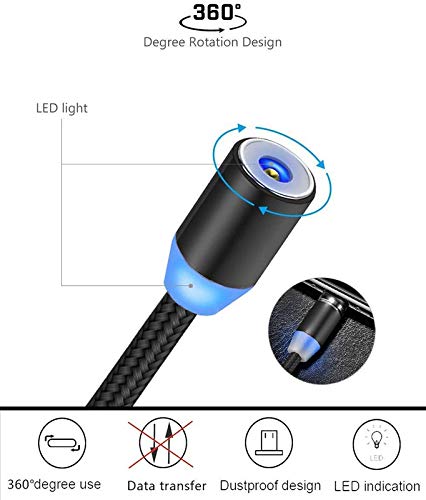 360°
Degree Rotation Design
LED light
LED
360°degree use
Data transfer
Dustproof design
LED indication